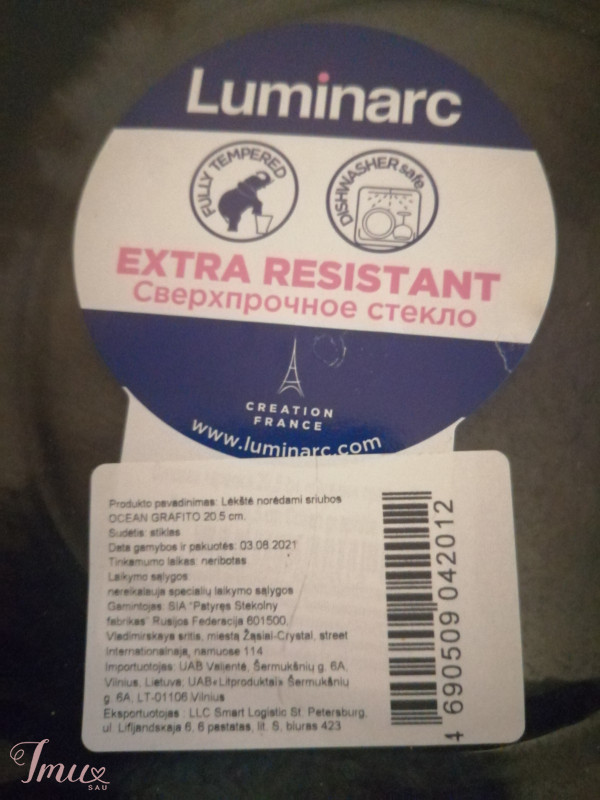 Luminarc
FULLY TEMPERED
DISHWASHER safe
EXTRA RESISTANT
Сверхпрочное стекло
CREATION
FRANCE
www.luminarc.com
Produkto pavadinimas: Lėkštė norėdami sriubos
OCEAN GRAFITO 20.5 cm.
Sudėtis: stiklas
Data gamybos ir pakuotės: 03.08.2021
Tinkamumo laikas: neribotas
Laikymo sąlygos
nereikalauja specialių laikymo sąlygos
Gamintojas: SIA "Patyręs Stekolny
fabrikas" Rusijos Federacija 601500,
Vladimirskaya sritis, miesta Žąsiai-Crystal, street
Internationalnaja, namuose 114
Importuotojas: UAB Valientė, Šermukšnių g. 6A,
Vilnius, Lietuva; UAB«Litproduktai» Šermukšnių
g. 6A, LT-01106 Vilnius
Eksportuotojas : LLC Smart Logistic St. Petersburg,
ul. Lifljandskaja 6, 6 pastatas, lit. S, biuras 423
4 690509 042012
Imu
SAU